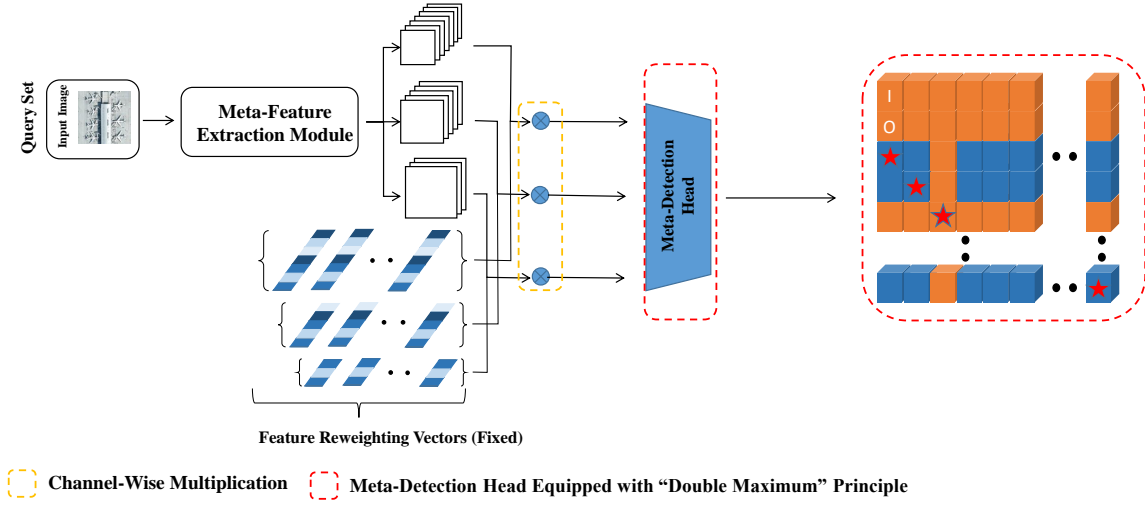 Query Set
Input Image
Meta-Feature
Extraction Module
Meta-Detection
Head
I
O
Feature Reweighting Vectors (Fixed)
Channel-Wise Multiplication
Meta-Detection Head Equipped with “Double Maximum” Principle